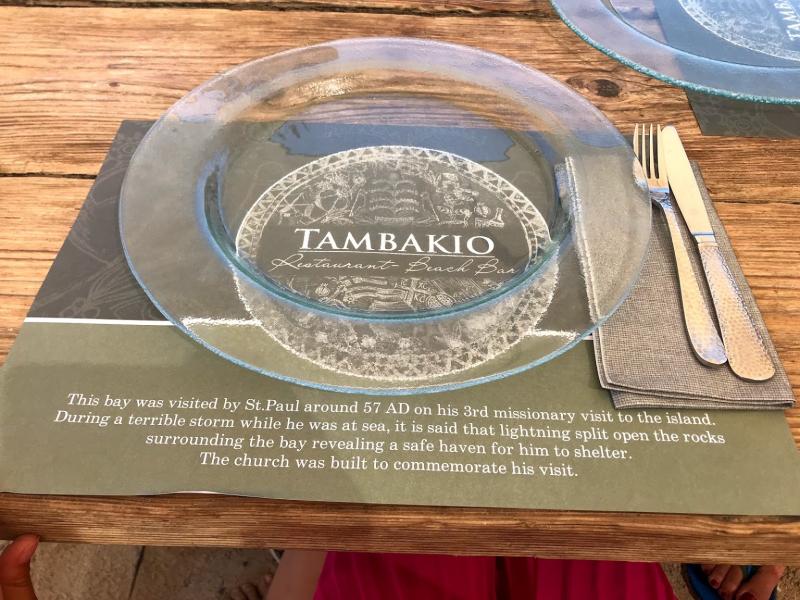 TAMBAKIO
Restaurant- Beach Bar
This bay was visited by St.Paul around 57 AD on his 3rd missionary visit to the island.
During a terrible storm while he was at sea, it is said that lightning split open the rocks
surrounding the bay revealing a safe haven for him to shelter.
The church was built to commemorate his visit.